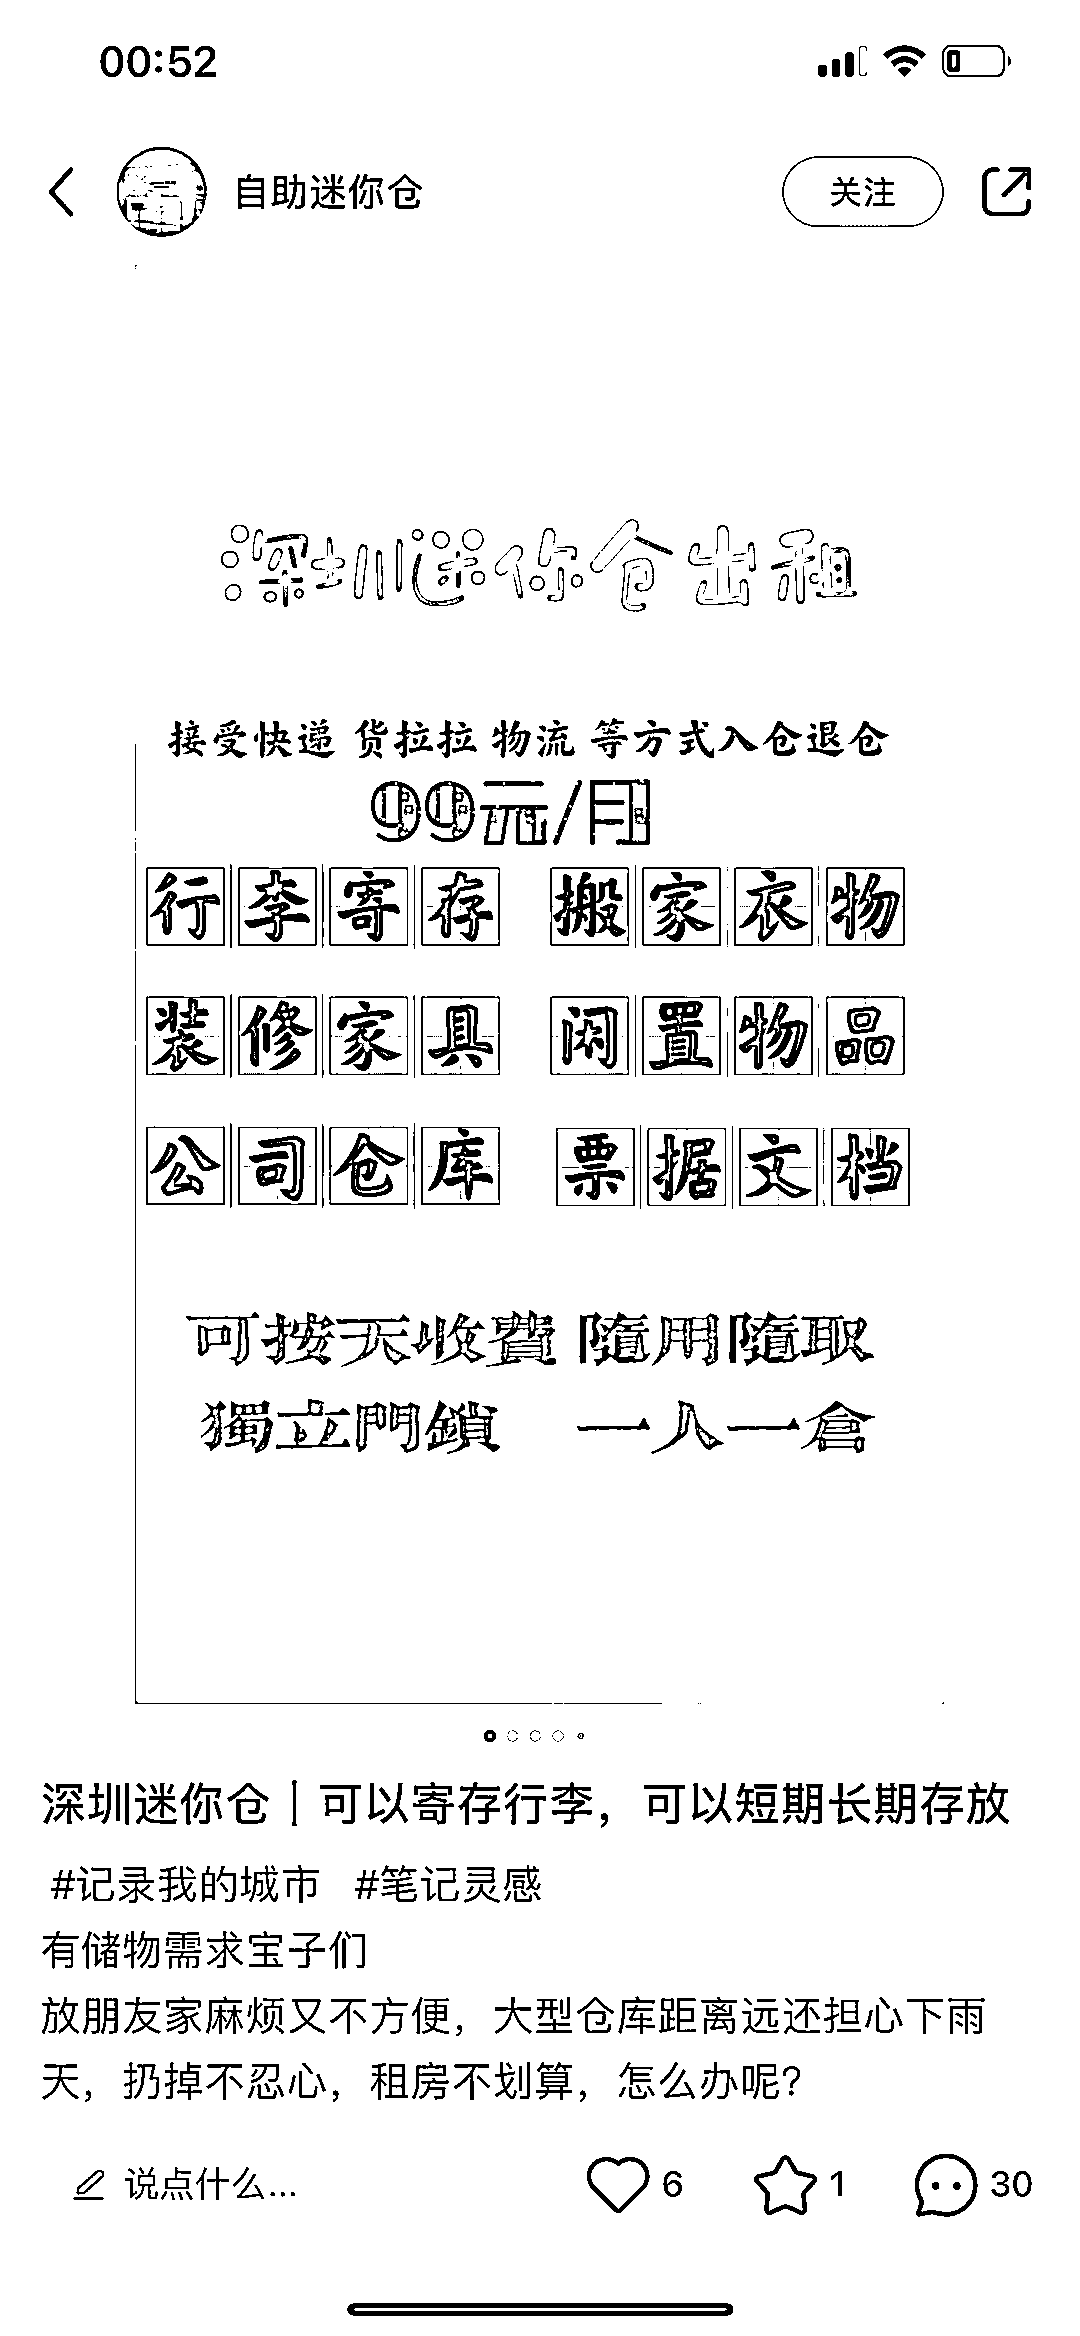 00:52
自助迷你仓
关注
深圳迷你仓出租
接受快递 货拉拉 物流 等方式入仓退仓
99元/月
行李寄存 搬家衣物
装修家具 闲置物品
公司仓库 票据文档
可按天收費 隨用隨取
獨立門鎖 一人一倉
深圳迷你仓｜可以寄存行李，可以短期长期存放
#记录我的城市 #笔记灵感
有储物需求宝子们
放朋友家麻烦又不方便，大型仓库距离远还担心下雨
天，扔掉不忍心，租房不划算，怎么办呢？
说点什么... 6 1 30